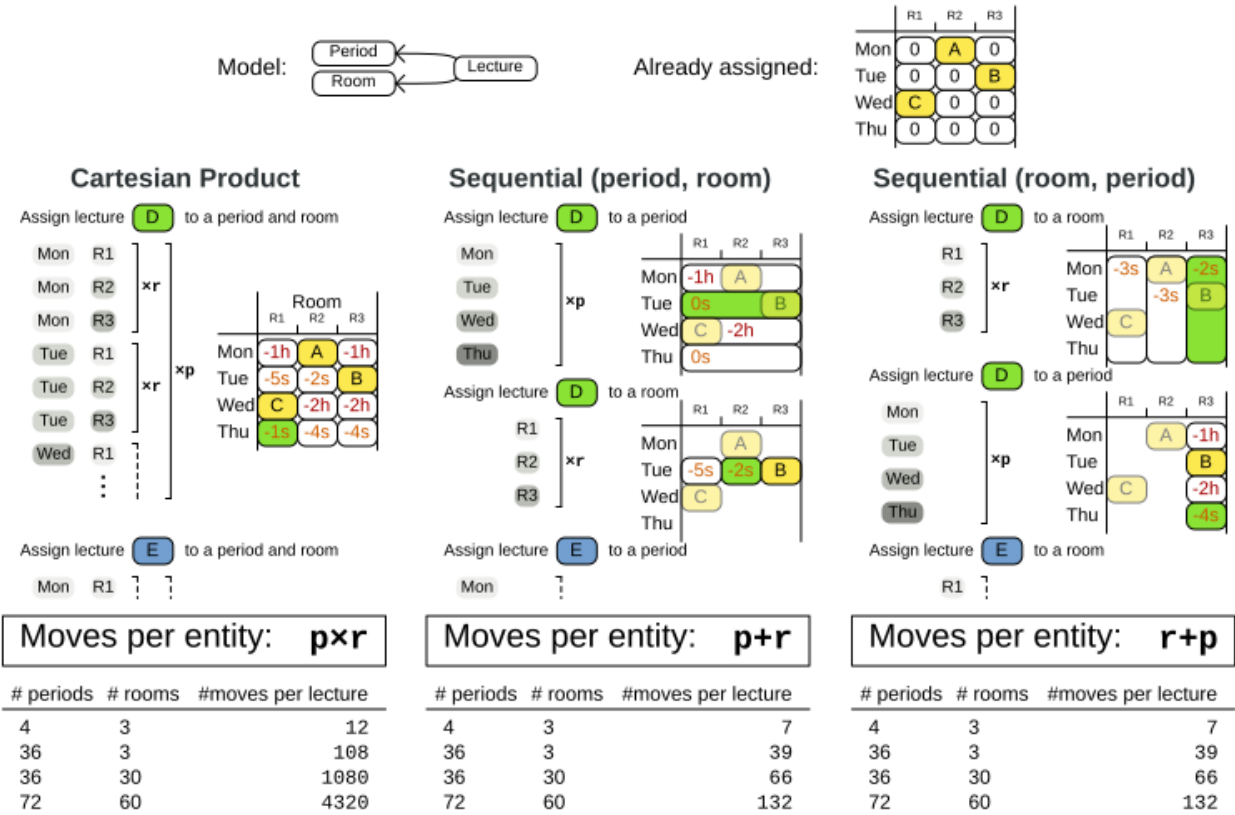 R1 R2 R3
Model: Period Room Lecture
Already assigned:
Mon 0 A 0
Tue 0 0 B
Wed C 0 0
Thu 0 0 0
Cartesian Product
Assign lecture D to a period and room
Mon R1
Mon R2
Mon R3
×r
Tue R1
Tue R2
Tue R3
×r
Wed R1
⋮
×p
Room
R1 R2 R3
Mon -1h A -1h
Tue -5s -2s B
Wed C -2h -2h
Thu -1s -4s -4s
Assign lecture E to a period and room
Mon R1
Moves per entity: p×r
# periods # rooms #moves per lecture
4 3 12
36 3 108
36 30 1080
72 60 4320
Sequential (period, room)
Assign lecture D to a period
Mon
Tue
Wed
Thu
×p
R1 R2 R3
Mon -1h A
Tue 0s B
Wed C -2h
Thu 0s
Assign lecture D to a room
R1
R2
R3
×r
R1 R2 R3
Mon A
Tue -5s -2s B
Wed C
Thu
Assign lecture E to a period
Mon
Moves per entity: p+r
# periods # rooms #moves per lecture
4 3 7
36 3 39
36 30 66
72 60 132
Sequential (room, period)
Assign lecture D to a room
R1
R2
R3
×r
R1 R2 R3
Mon -3s A -2s
Tue -3s B
Wed C
Thu
Assign lecture D to a period
Mon
Tue
Wed
Thu
×p
R1 R2 R3
Mon A -1h
Tue B
Wed C -2h
Thu -4s
Assign lecture E to a room
R1
Moves per entity: r+p
# periods # rooms #moves per lecture
4 3 7
36 3 39
36 30 66
72 60 132